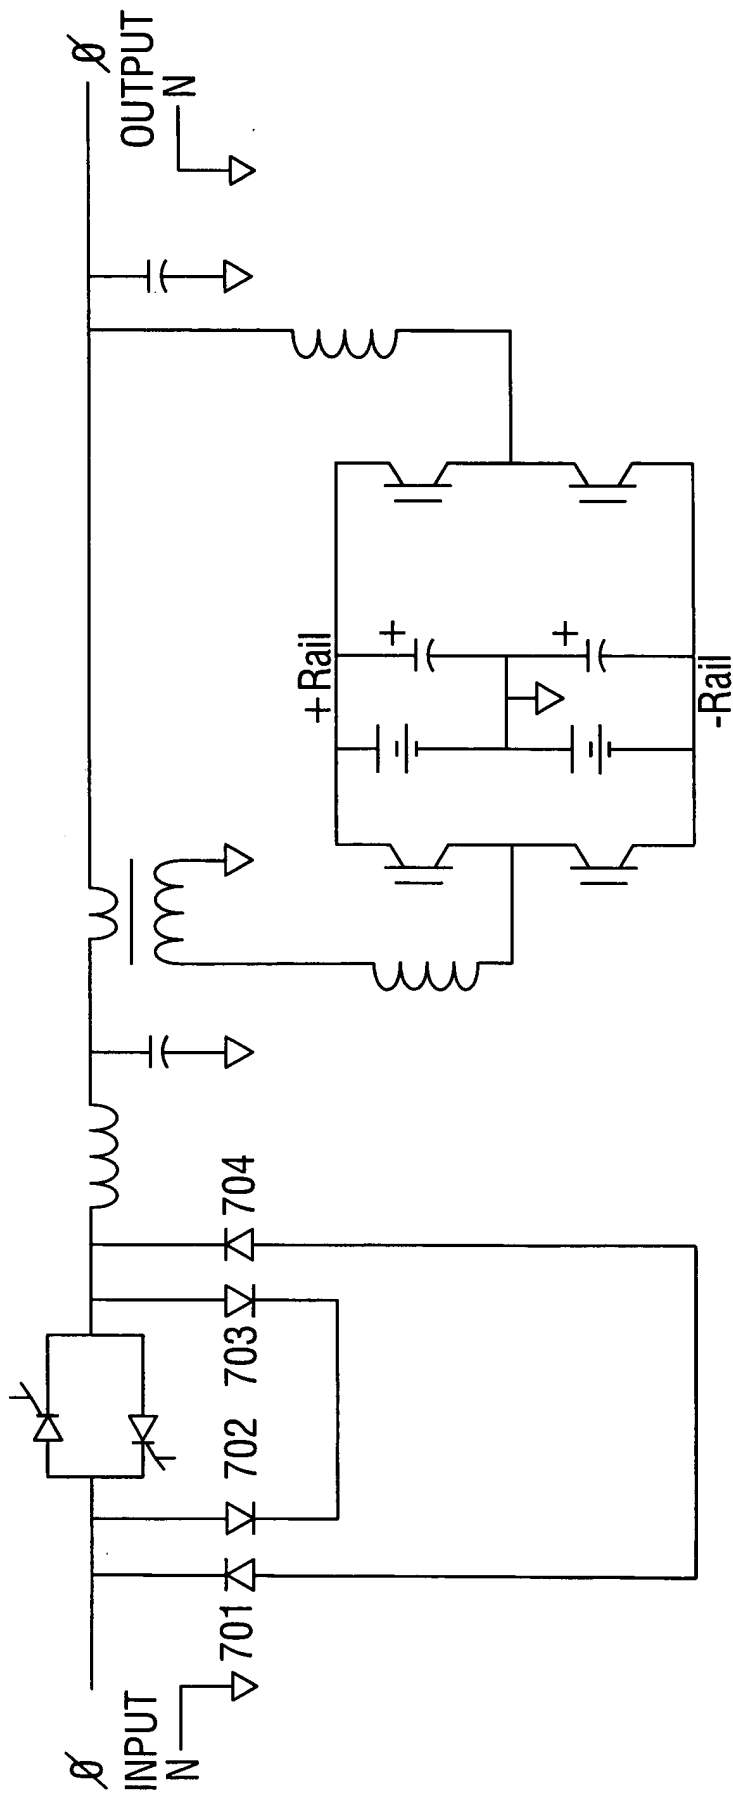 Ø
INPUT
N
701
702
703
704
+Rail
+
+
-Rail
Ø
OUTPUT
N